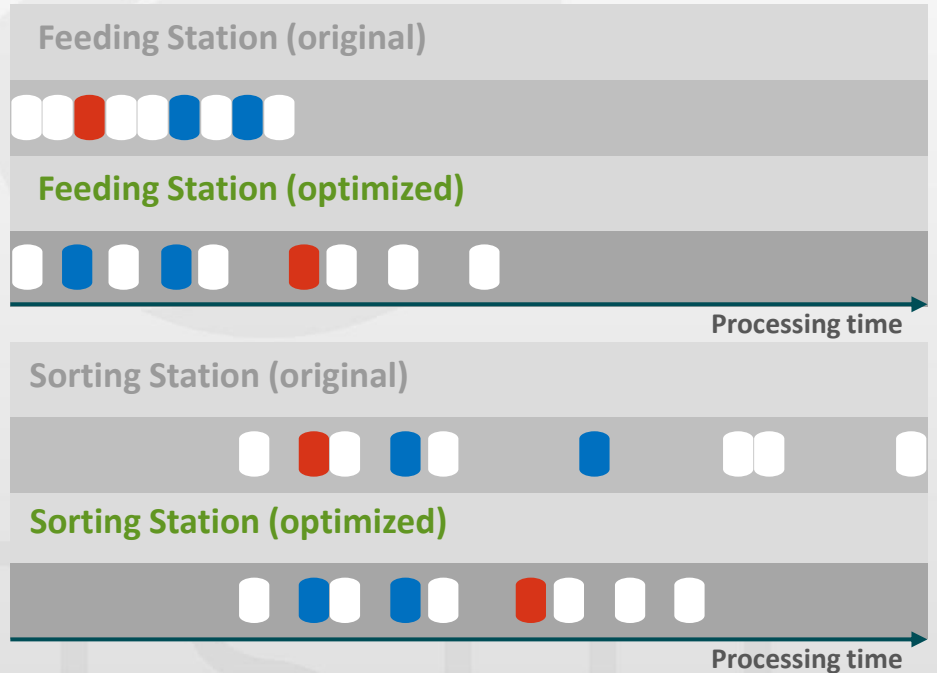 Feeding Station (original)
Feeding Station (optimized)
Processing time
Sorting Station (original)
Sorting Station (optimized)
Processing time